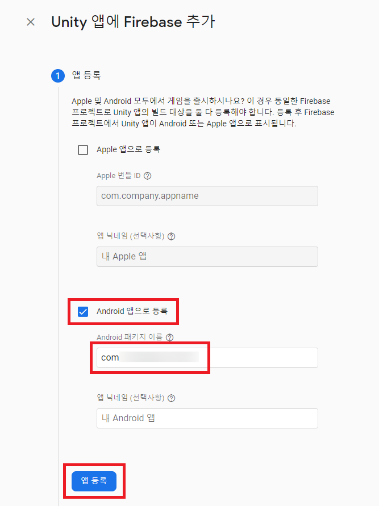 Unity 앱에 Firebase 추가
1 앱 등록
Apple 및 Android 모두에서 게임을 출시하시나요? 이 경우 동일한 Firebase
프로젝트로 Unity 앱의 빌드 대상을 둘 다 등록해야 합니다. 등록 후 Firebase
프로젝트에서 Unity 앱이 Android 또는 Apple 앱으로 표시됩니다.
Apple 앱으로 등록
Apple 번들 ID
com.company.appname
앱 닉네임 (선택사항)
내 Apple 앱
Android 앱으로 등록
Android 패키지 이름
com
앱 닉네임 (선택사항)
내 Android 앱
앱 등록